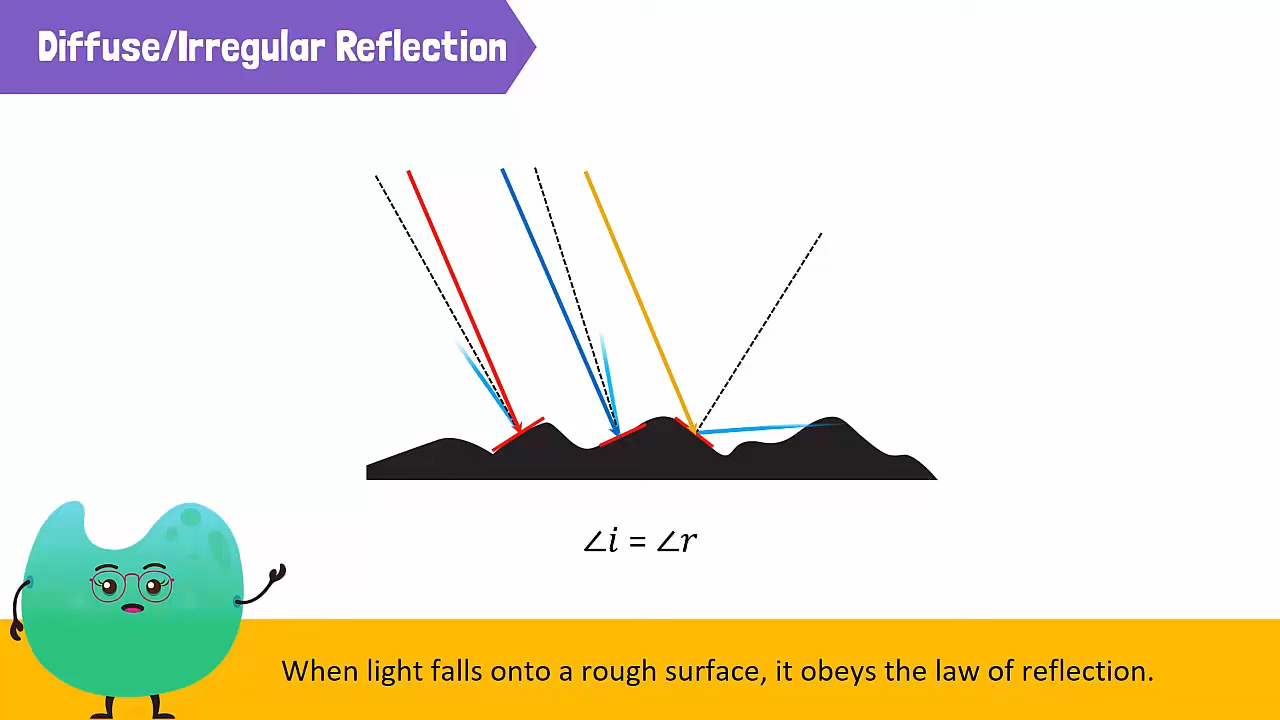 Diffuse/Irregular Reflection
∠i = ∠r
When light falls onto a rough surface, it obeys the law of reflection.